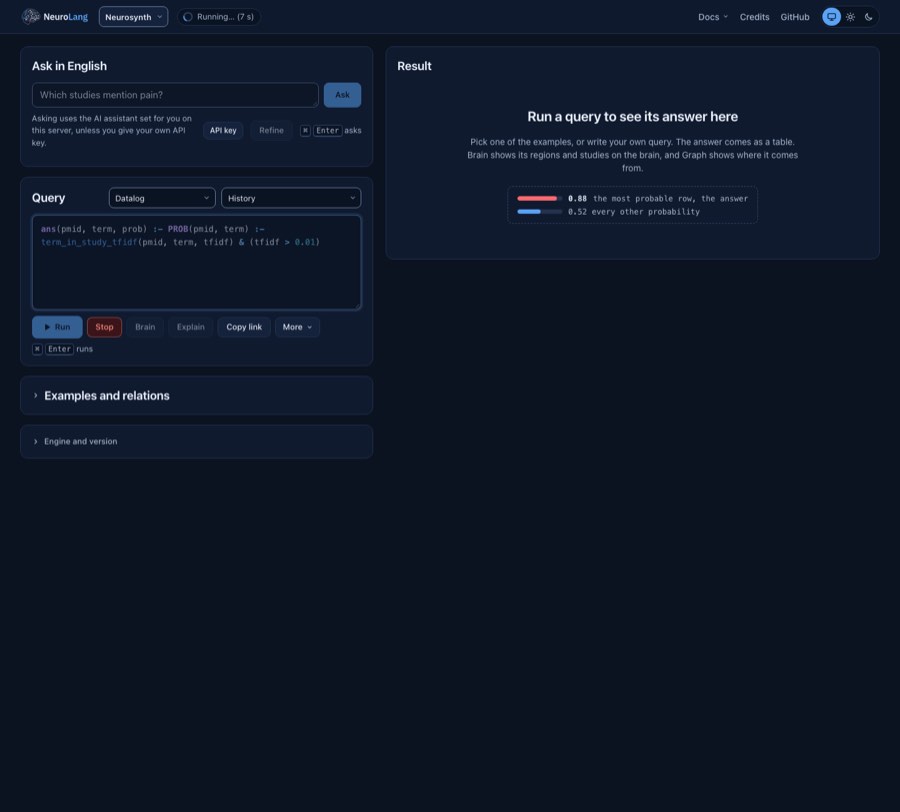 NeuroLang
Neurosynth
Running... (7 s)
Docs
Credits
GitHub
Ask in English
Which studies mention pain?
Ask
Asking uses the AI assistant set for you on
this server, unless you give your own API
key.
API key
Refine
⌘ Enter asks
Query
Datalog
History
ans(pmid, term, prob) :- PROB(pmid, term) :-
term_in_study_tfidf(pmid, term, tfidf) & (tfidf > 0.01)
Run
Stop
Brain
Explain
Copy link
More
⌘ Enter runs
Examples and relations
Engine and version
Result
Run a query to see its answer here
Pick one of the examples, or write your own query. The answer comes as a table.
Brain shows its regions and studies on the brain, and Graph shows where it comes
from.
0.88 the most probable row, the answer
0.52 every other probability